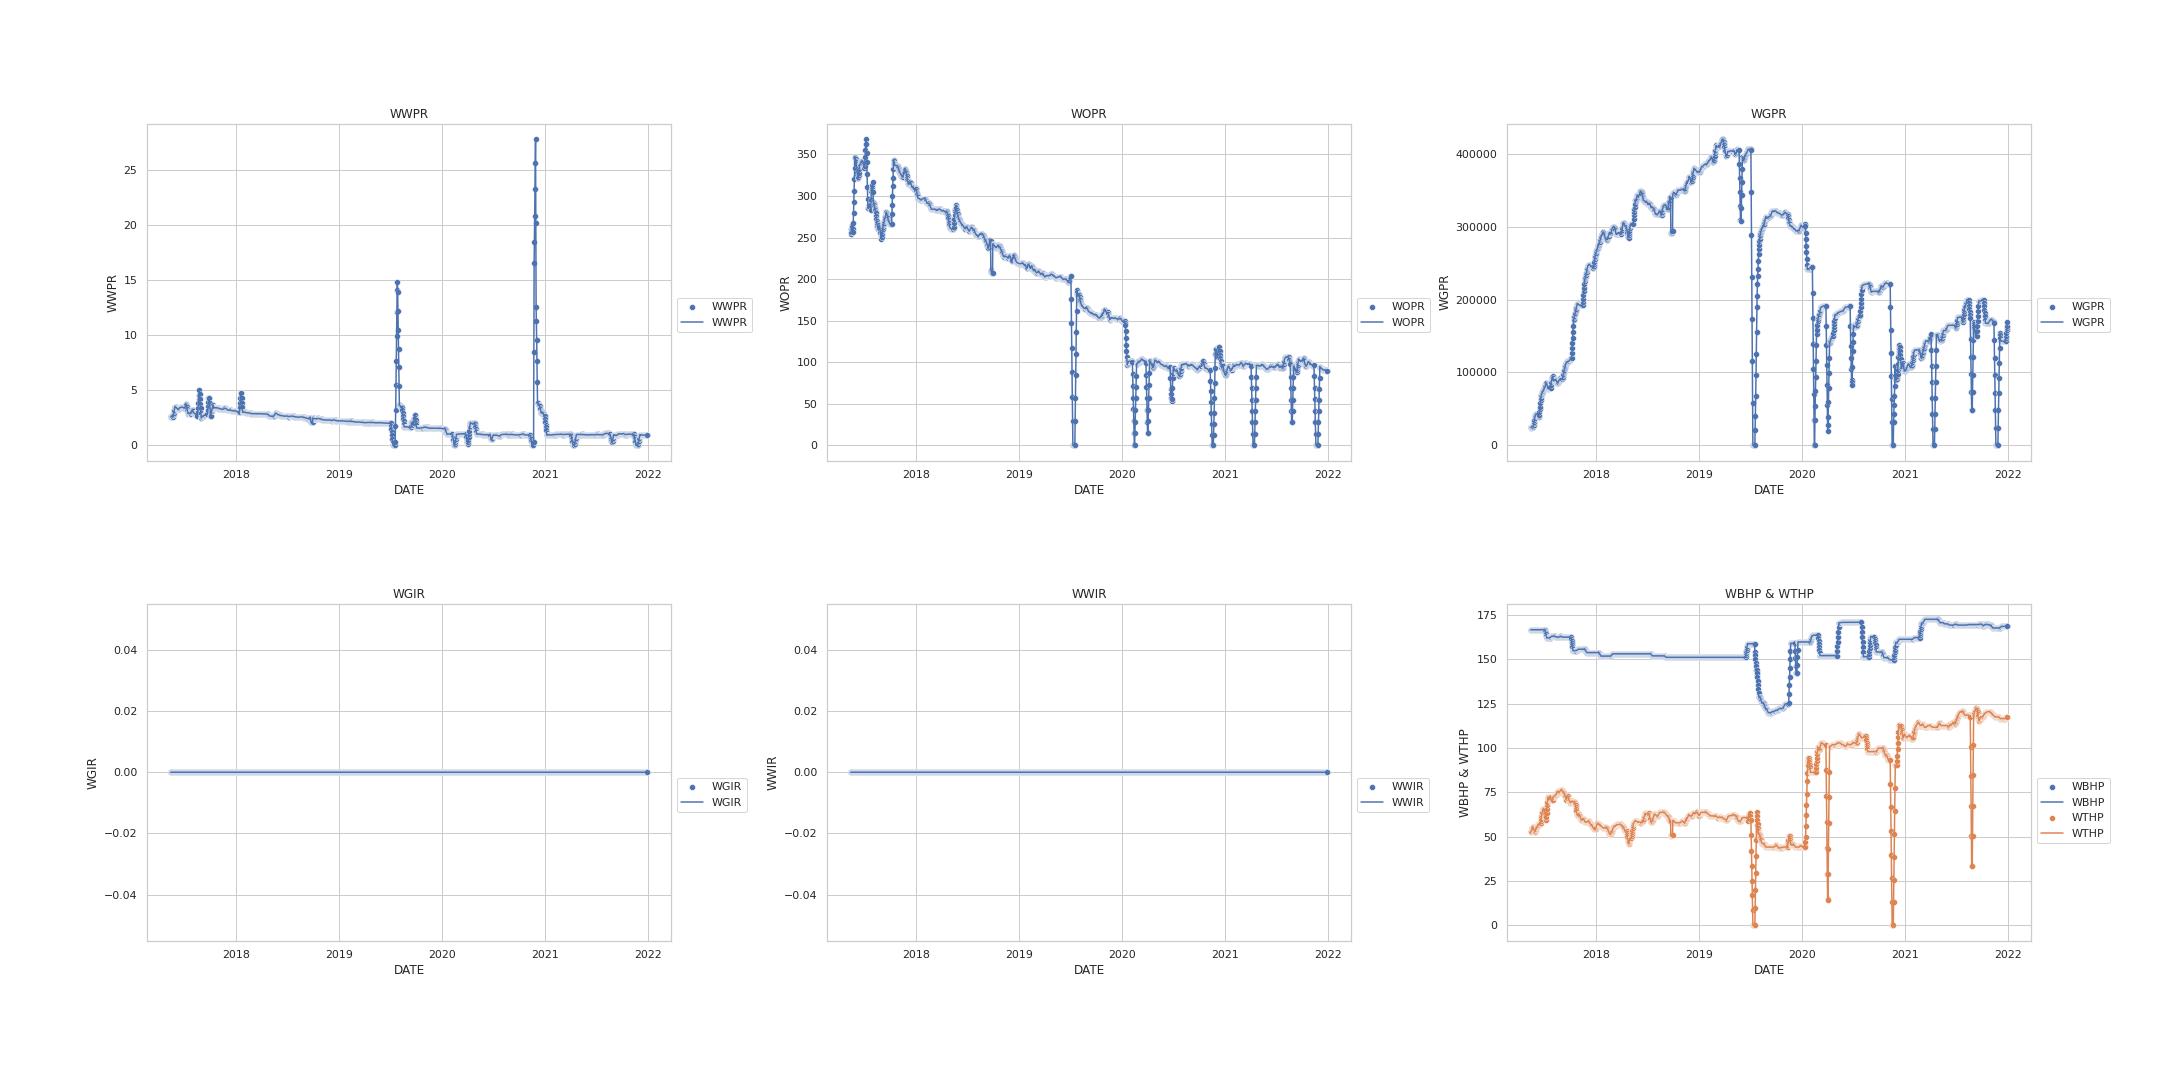 WWPR
WWPR
25
20
15
10
5
0
2018 2019 2020 2021 2022
DATE
WWPR
WWPR
WOPR
WOPR
350
300
250
200
150
100
50
0
2018 2019 2020 2021 2022
DATE
WOPR
WOPR
WGPR
WGPR
400000
300000
200000
100000
0
2018 2019 2020 2021 2022
DATE
WGPR
WGPR
WGIR
WGIR
0.04
0.02
0.00
−0.02
−0.04
2018 2019 2020 2021 2022
DATE
WGIR
WGIR
WWIR
WWIR
0.04
0.02
0.00
−0.02
−0.04
2018 2019 2020 2021 2022
DATE
WWIR
WWIR
WBHP & WTHP
WBHP & WTHP
175
150
125
100
75
50
25
0
2018 2019 2020 2021 2022
DATE
WBHP
WBHP
WTHP
WTHP